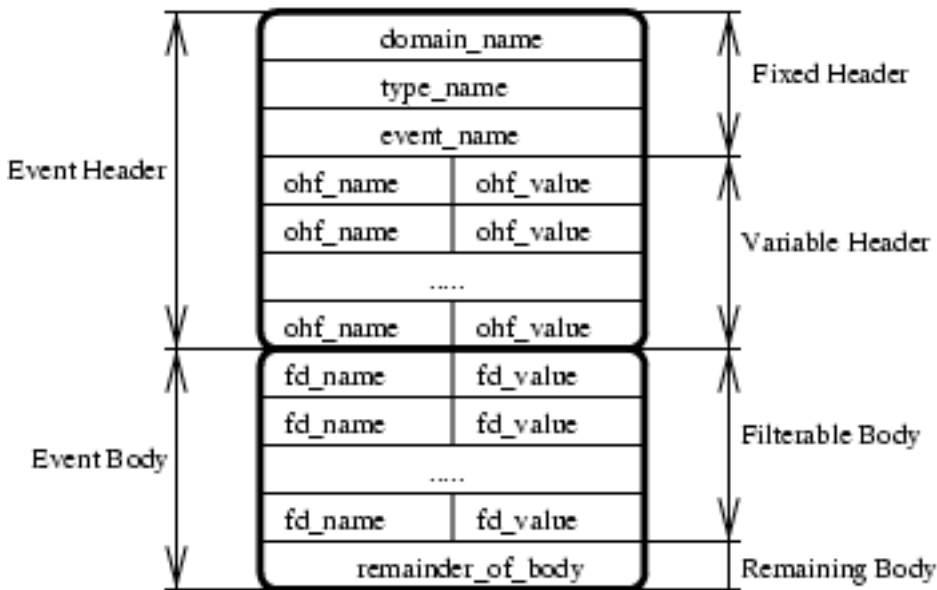 domain_name
Fixed Header
type_name
event_name
Event Header
ohf_name ohf_value
ohf_name ohf_value
Variable Header
.....
ohf_name ohf_value
fd_name fd_value
fd_name fd_value
Filterable Body
Event Body
.....
fd_name fd_value
remainder_of_body
Remaining Body